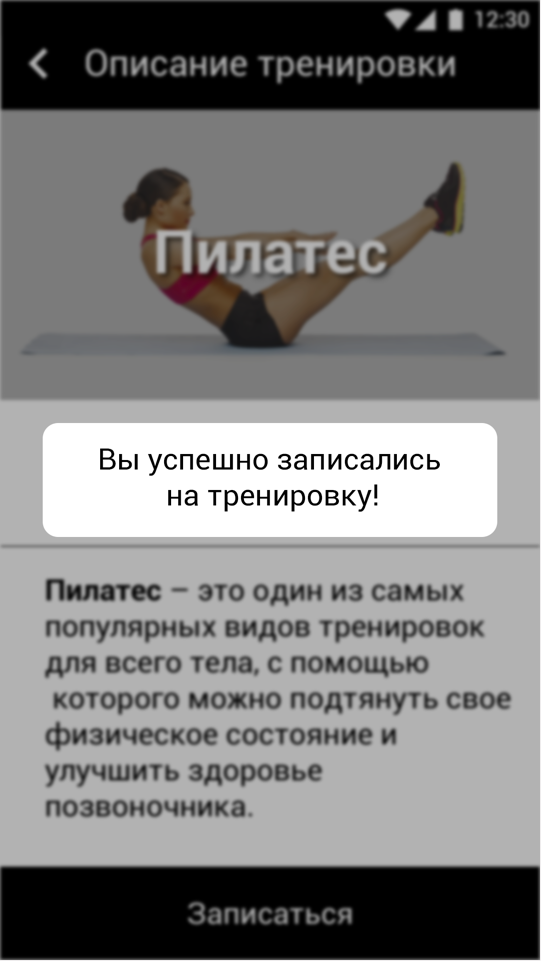 12:30
Описание тренировки
Пилатес
Вы успешно записались
на тренировку!
Пилатес – это один из самых
популярных видов тренировок
для всего тела, с помощью
которого можно подтянуть свое
физическое состояние и
улучшить здоровье
позвоночника.
Записаться